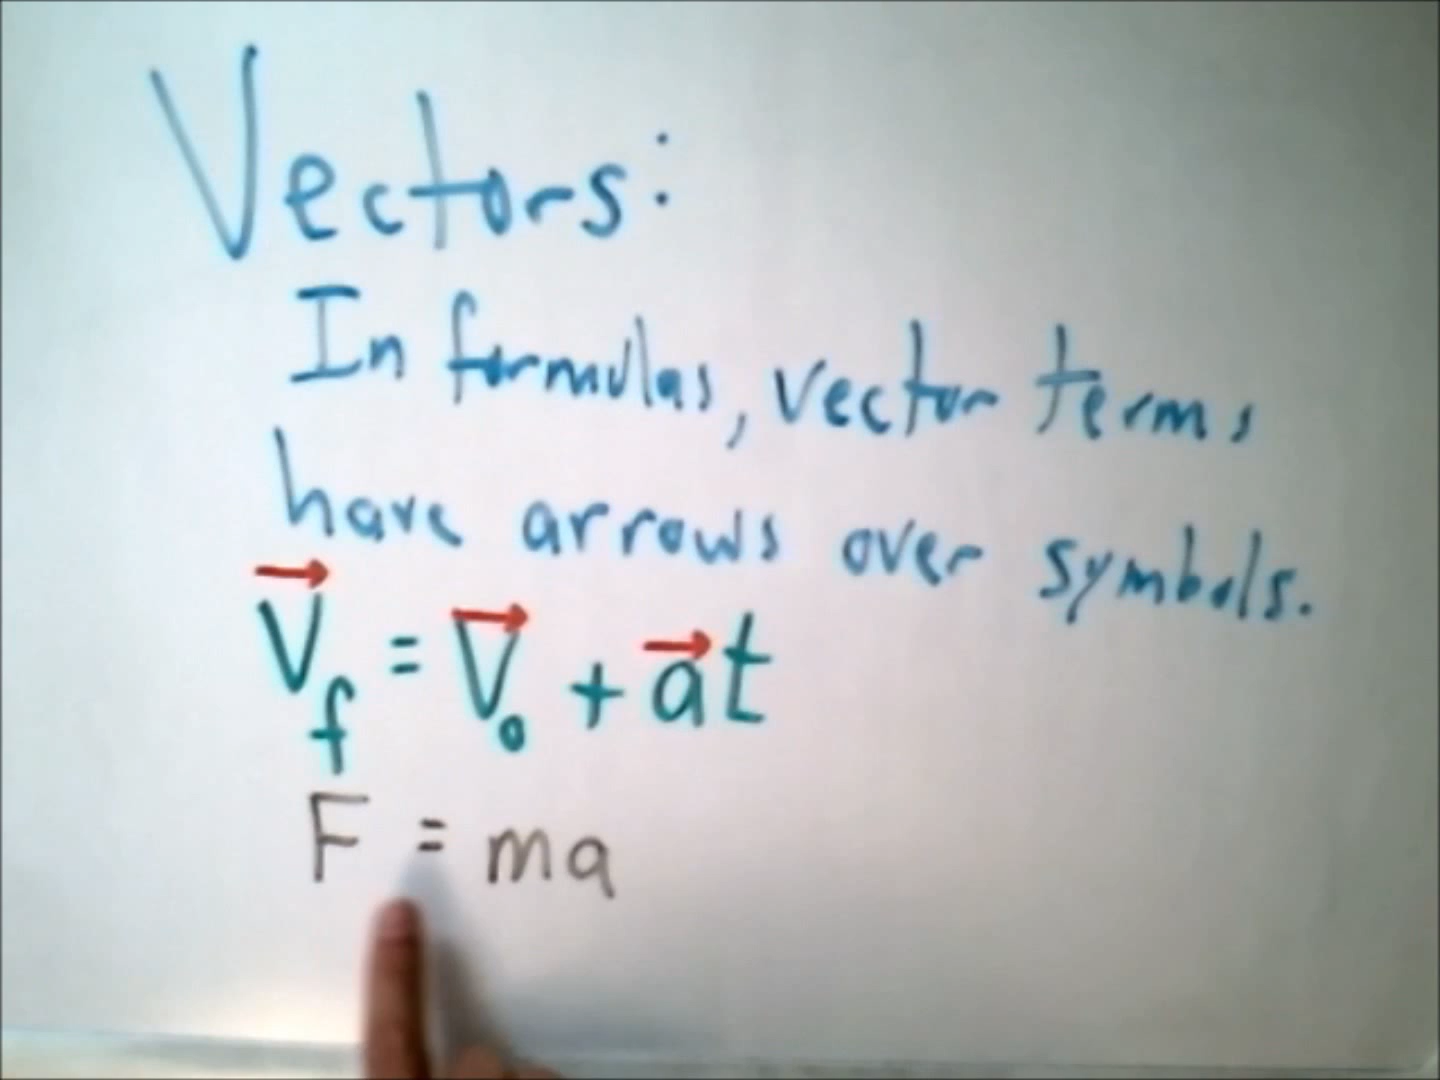 Vectors:
In formulas, vector terms
have arrows over symbols.
V⃗f = V⃗₀ + a⃗t
F = ma